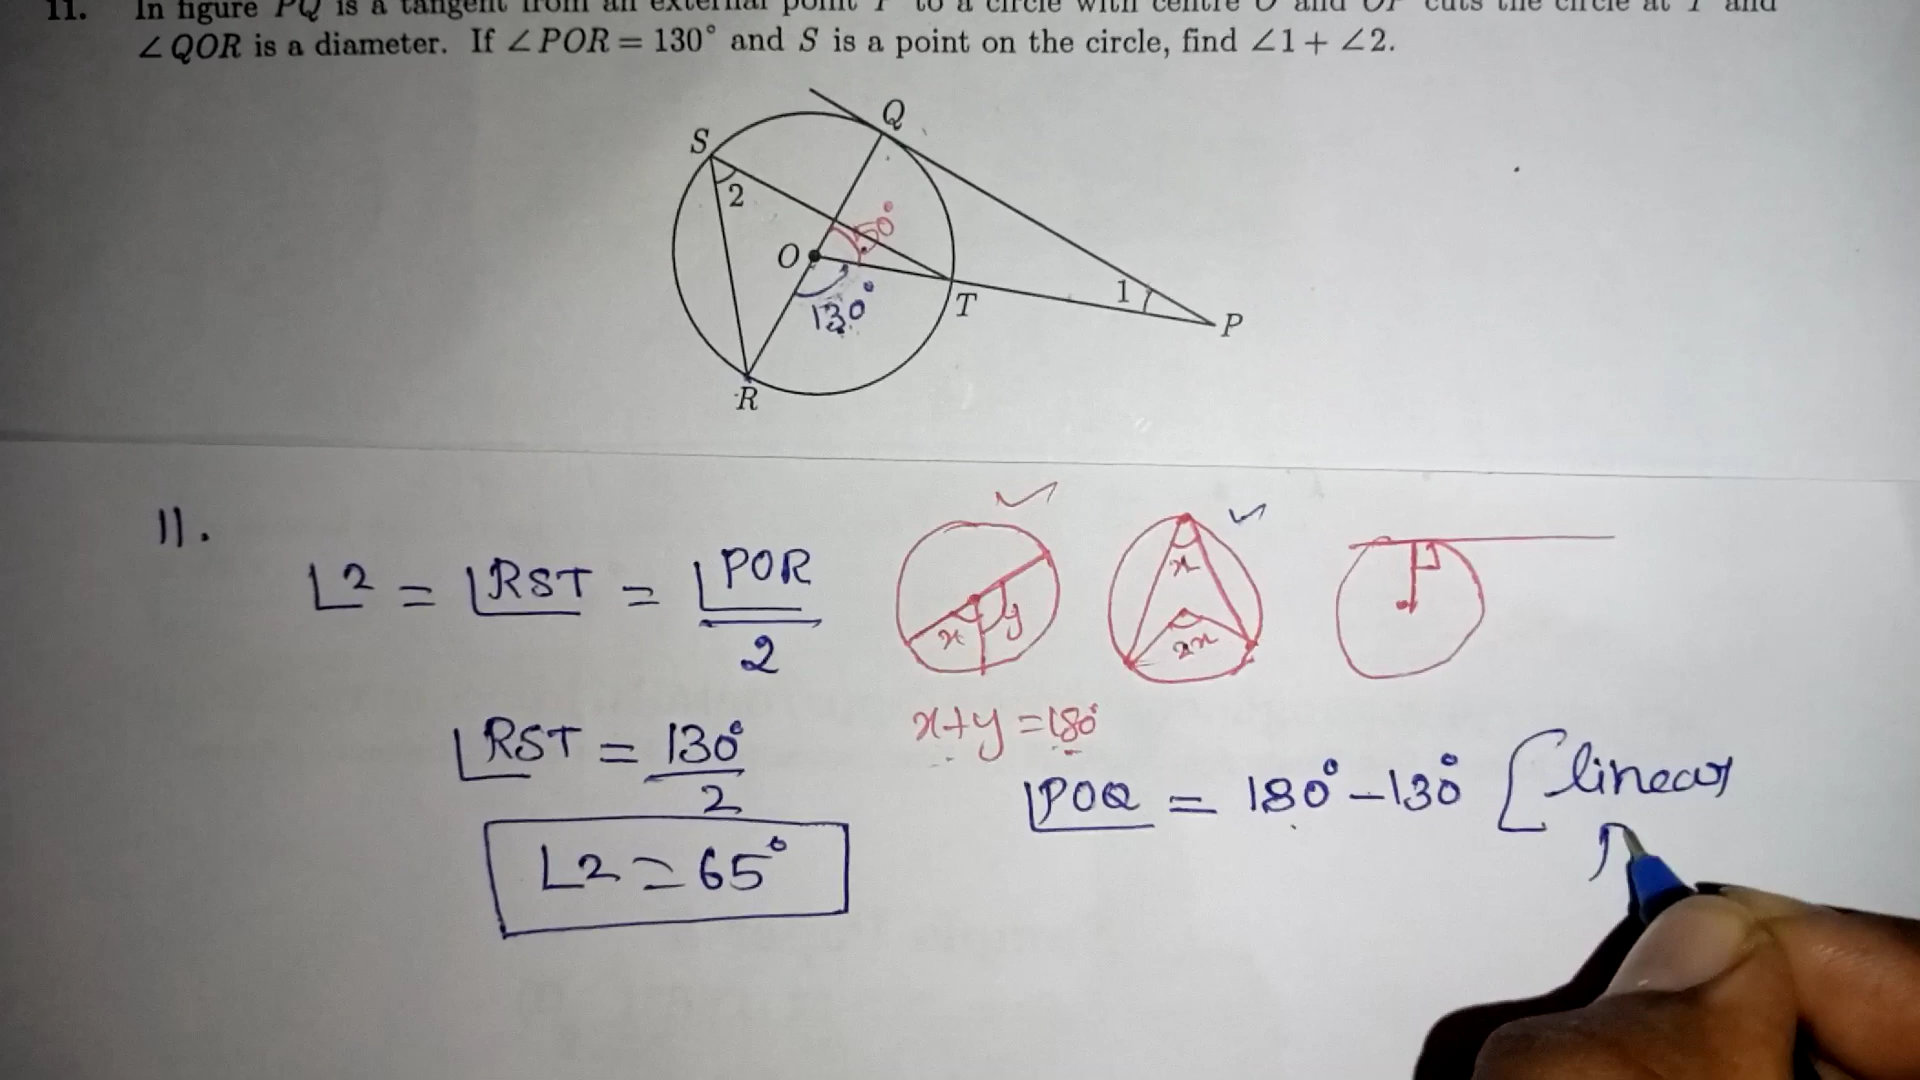 11. In figure PQ is a tangent from an external point P to a circle with centre O and OP cuts the circle at T and
∠QOR is a diameter. If ∠POR = 130° and S is a point on the circle, find ∠1 + ∠2.
Q
S
2
50°
O
130°
T
1
P
R
11.
∠2 = ∠RST = ∠POR / 2
x
y
x
2x
∠RST = 130° / 2
x+y = 180°
∠POQ = 180° - 130° [linear
∠2 = 65°